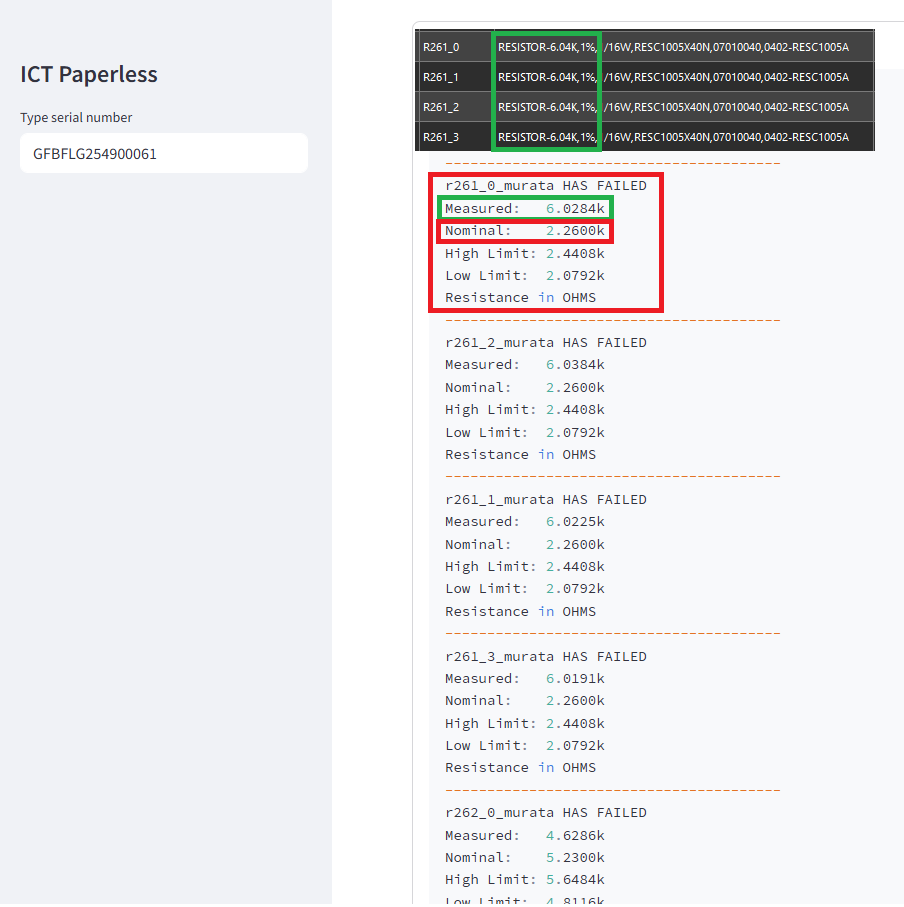 ICT Paperless
Type serial number
GFBFLG254900061
R261_0 RESISTOR-6.04K,1%, /16W,RESC1005X40N,07010040,0402-RESC1005A
R261_1 RESISTOR-6.04K,1%, /16W,RESC1005X40N,07010040,0402-RESC1005A
R261_2 RESISTOR-6.04K,1%, /16W,RESC1005X40N,07010040,0402-RESC1005A
R261_3 RESISTOR-6.04K,1%, /16W,RESC1005X40N,07010040,0402-RESC1005A
----------------------------------------
r261_0_murata HAS FAILED
Measured: 6.0284k
Nominal: 2.2600k
High Limit: 2.4408k
Low Limit: 2.0792k
Resistance in OHMS
----------------------------------------
r261_2_murata HAS FAILED
Measured: 6.0384k
Nominal: 2.2600k
High Limit: 2.4408k
Low Limit: 2.0792k
Resistance in OHMS
----------------------------------------
r261_1_murata HAS FAILED
Measured: 6.0225k
Nominal: 2.2600k
High Limit: 2.4408k
Low Limit: 2.0792k
Resistance in OHMS
----------------------------------------
r261_3_murata HAS FAILED
Measured: 6.0191k
Nominal: 2.2600k
High Limit: 2.4408k
Low Limit: 2.0792k
Resistance in OHMS
----------------------------------------
r262_0_murata HAS FAILED
Measured: 4.6286k
Nominal: 5.2300k
High Limit: 5.6484k
Low Limit: 4.8116k